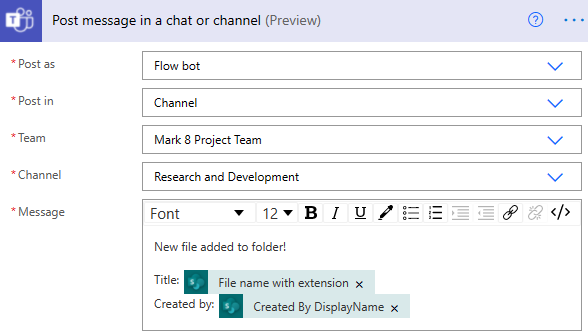 Post message in a chat or channel (Preview)
* Post as
Flow bot
* Post in
Channel
* Team
Mark 8 Project Team
* Channel
Research and Development
* Message
Font 12 B I U </>
New file added to folder!
Title: File name with extension ×
Created by: Created By DisplayName ×